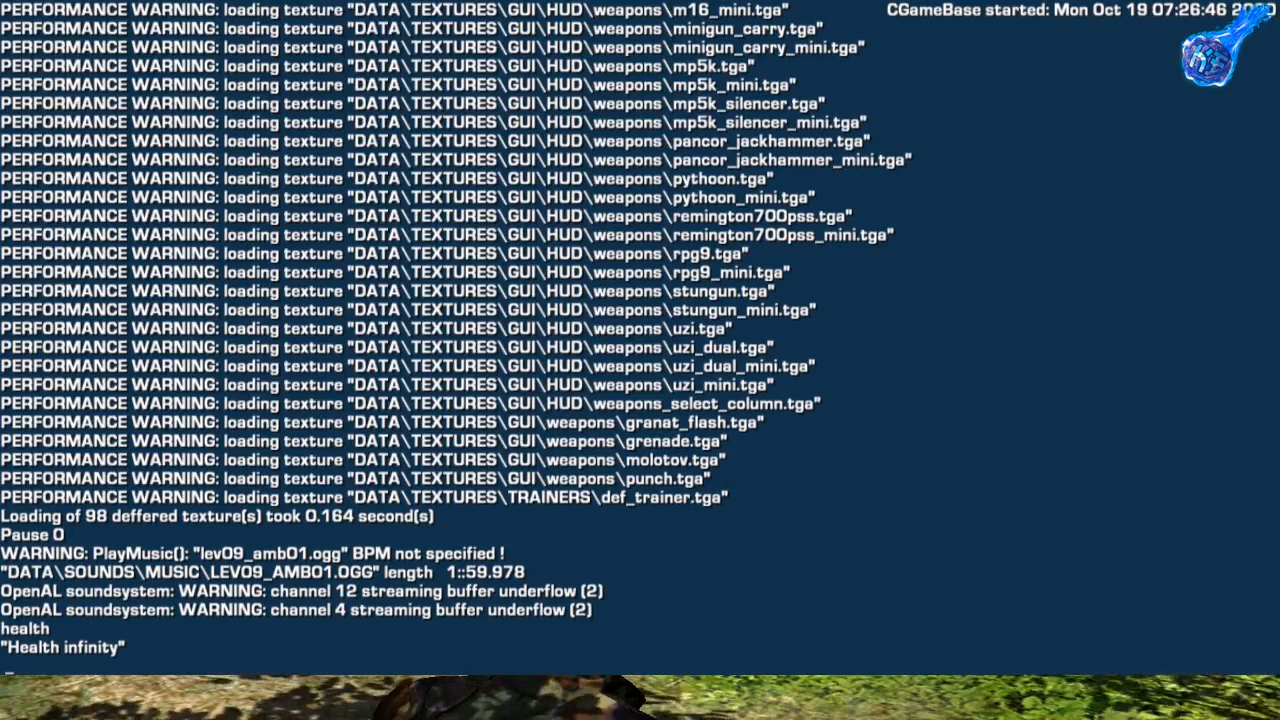 PERFORMANCE WARNING: loading texture "DATA\TEXTURES\GUI\HUD\weapons\m16_mini.tga"
CGameBase started: Mon Oct 19 07:26:46
PERFORMANCE WARNING: loading texture "DATA\TEXTURES\GUI\HUD\weapons\minigun_carry.tga"
PERFORMANCE WARNING: loading texture "DATA\TEXTURES\GUI\HUD\weapons\minigun_carry_mini.tga"
PERFORMANCE WARNING: loading texture "DATA\TEXTURES\GUI\HUD\weapons\mp5k.tga"
PERFORMANCE WARNING: loading texture "DATA\TEXTURES\GUI\HUD\weapons\mp5k_mini.tga"
PERFORMANCE WARNING: loading texture "DATA\TEXTURES\GUI\HUD\weapons\mp5k_silencer.tga"
PERFORMANCE WARNING: loading texture "DATA\TEXTURES\GUI\HUD\weapons\mp5k_silencer_mini.tga"
PERFORMANCE WARNING: loading texture "DATA\TEXTURES\GUI\HUD\weapons\pancor_jackhammer.tga"
PERFORMANCE WARNING: loading texture "DATA\TEXTURES\GUI\HUD\weapons\pancor_jackhammer_mini.tga"
PERFORMANCE WARNING: loading texture "DATA\TEXTURES\GUI\HUD\weapons\pythoon.tga"
PERFORMANCE WARNING: loading texture "DATA\TEXTURES\GUI\HUD\weapons\pythoon_mini.tga"
PERFORMANCE WARNING: loading texture "DATA\TEXTURES\GUI\HUD\weapons\remington700pss.tga"
PERFORMANCE WARNING: loading texture "DATA\TEXTURES\GUI\HUD\weapons\remington700pss_mini.tga"
PERFORMANCE WARNING: loading texture "DATA\TEXTURES\GUI\HUD\weapons\rpg9.tga"
PERFORMANCE WARNING: loading texture "DATA\TEXTURES\GUI\HUD\weapons\rpg9_mini.tga"
PERFORMANCE WARNING: loading texture "DATA\TEXTURES\GUI\HUD\weapons\stungun.tga"
PERFORMANCE WARNING: loading texture "DATA\TEXTURES\GUI\HUD\weapons\stungun_mini.tga"
PERFORMANCE WARNING: loading texture "DATA\TEXTURES\GUI\HUD\weapons\uzi.tga"
PERFORMANCE WARNING: loading texture "DATA\TEXTURES\GUI\HUD\weapons\uzi_dual.tga"
PERFORMANCE WARNING: loading texture "DATA\TEXTURES\GUI\HUD\weapons\uzi_dual_mini.tga"
PERFORMANCE WARNING: loading texture "DATA\TEXTURES\GUI\HUD\weapons\uzi_mini.tga"
PERFORMANCE WARNING: loading texture "DATA\TEXTURES\GUI\HUD\weapons_select_column.tga"
PERFORMANCE WARNING: loading texture "DATA\TEXTURES\GUI\weapons\granat_flash.tga"
PERFORMANCE WARNING: loading texture "DATA\TEXTURES\GUI\weapons\grenade.tga"
PERFORMANCE WARNING: loading texture "DATA\TEXTURES\GUI\weapons\molotov.tga"
PERFORMANCE WARNING: loading texture "DATA\TEXTURES\GUI\weapons\punch.tga"
PERFORMANCE WARNING: loading texture "DATA\TEXTURES\TRAINERS\def_trainer.tga"
Loading of 98 deffered texture(s) took 0.164 second(s)
Pause 0
WARNING: PlayMusic(): "lev09_amb01.ogg" BPM not specified !
"DATA\SOUNDS\MUSIC\LEV09_AMB01.OGG" length 1::59.978
OpenAL soundsystem: WARNING: channel 12 streaming buffer underflow (2)
OpenAL soundsystem: WARNING: channel 4 streaming buffer underflow (2)
health
"Health infinity"
_